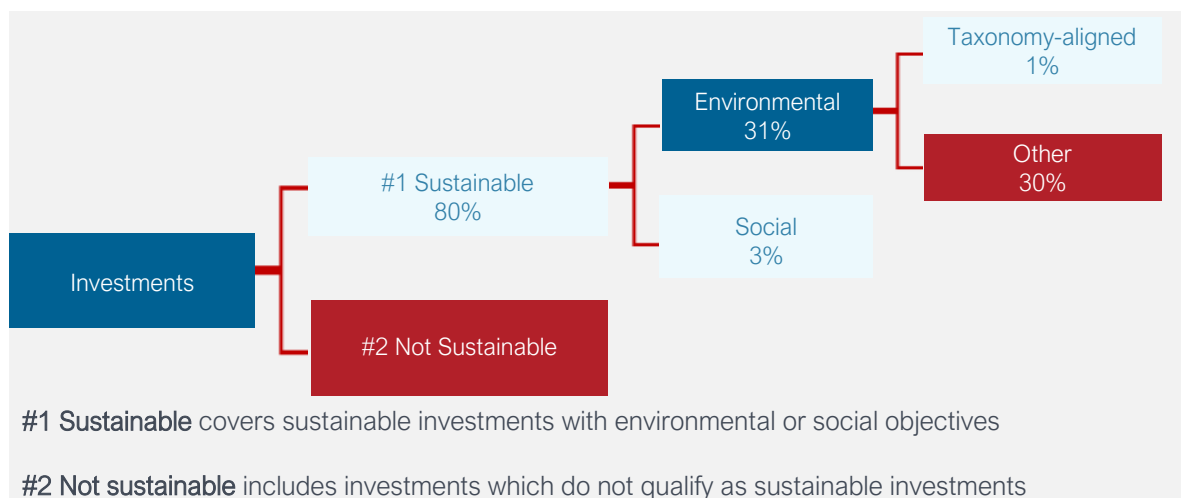 Taxonomy-aligned
1%
Environmental
31%
Other
30%
#1 Sustainable
80%
Social
3%
Investments
#2 Not Sustainable
#1 Sustainable covers sustainable investments with environmental or social objectives
#2 Not sustainable includes investments which do not qualify as sustainable investments